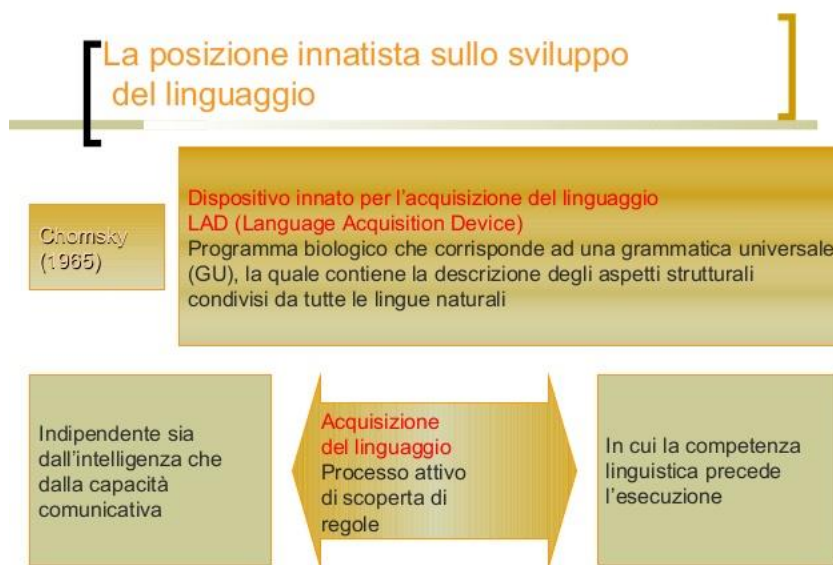 La posizione innatista sullo sviluppo
del linguaggio
Chomsky
(1965)
Dispositivo innato per l'acquisizione del linguaggio
LAD (Language Acquisition Device)
Programma biologico che corrisponde ad una grammatica universale
(GU), la quale contiene la descrizione degli aspetti strutturali
condivisi da tutte le lingue naturali
Indipendente sia
dall'intelligenza che
dalla capacità
comunicativa
Acquisizione
del linguaggio
Processo attivo
di scoperta di
regole
In cui la competenza
linguistica precede
l'esecuzione